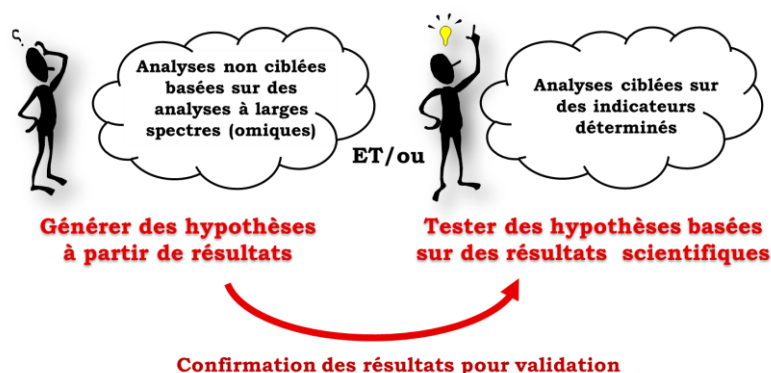 ?
Analyses non ciblées
basées sur des
analyses à larges
spectres (omiques)
ET/ou
Analyses ciblées sur
des indicateurs
déterminés
Générer des hypothèses
à partir de résultats
Tester des hypothèses basées
sur des résultats scientifiques
Confirmation des résultats pour validation